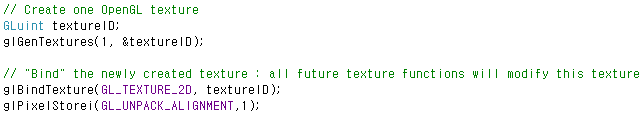 // Create one OpenGL texture
GLuint textureID;
glGenTextures(1, &textureID);
// "Bind" the newly created texture : all future texture functions will modify this texture
glBindTexture(GL_TEXTURE_2D, textureID);
glPixelStorei(GL_UNPACK_ALIGNMENT,1);